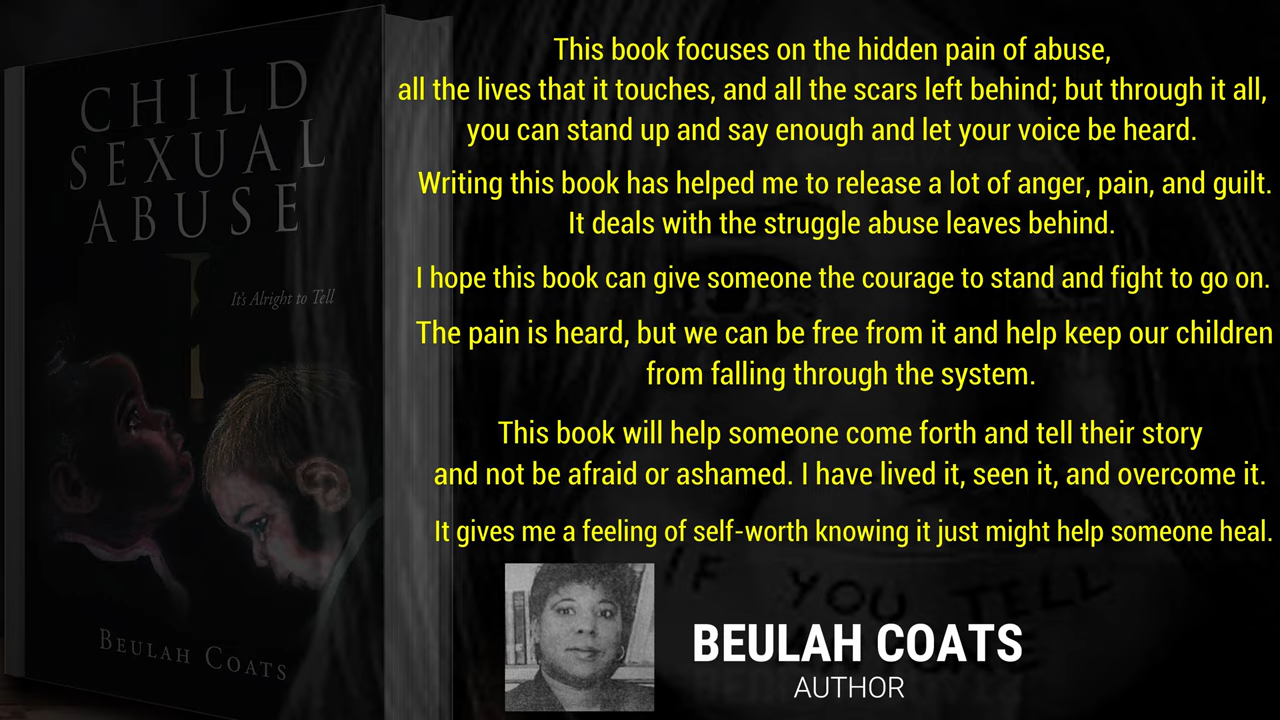 CHILD
SEXUAL
ABUSE
It's Alright to Tell
BEULAH COATS
This book focuses on the hidden pain of abuse,
all the lives that it touches, and all the scars left behind; but through it all,
you can stand up and say enough and let your voice be heard.
Writing this book has helped me to release a lot of anger, pain, and guilt.
It deals with the struggle abuse leaves behind.
I hope this book can give someone the courage to stand and fight to go on.
The pain is heard, but we can be free from it and help keep our children
from falling through the system.
This book will help someone come forth and tell their story
and not be afraid or ashamed. I have lived it, seen it, and overcome it.
It gives me a feeling of self-worth knowing it just might help someone heal.
IF YOU TELL
BEULAH COATS
AUTHOR